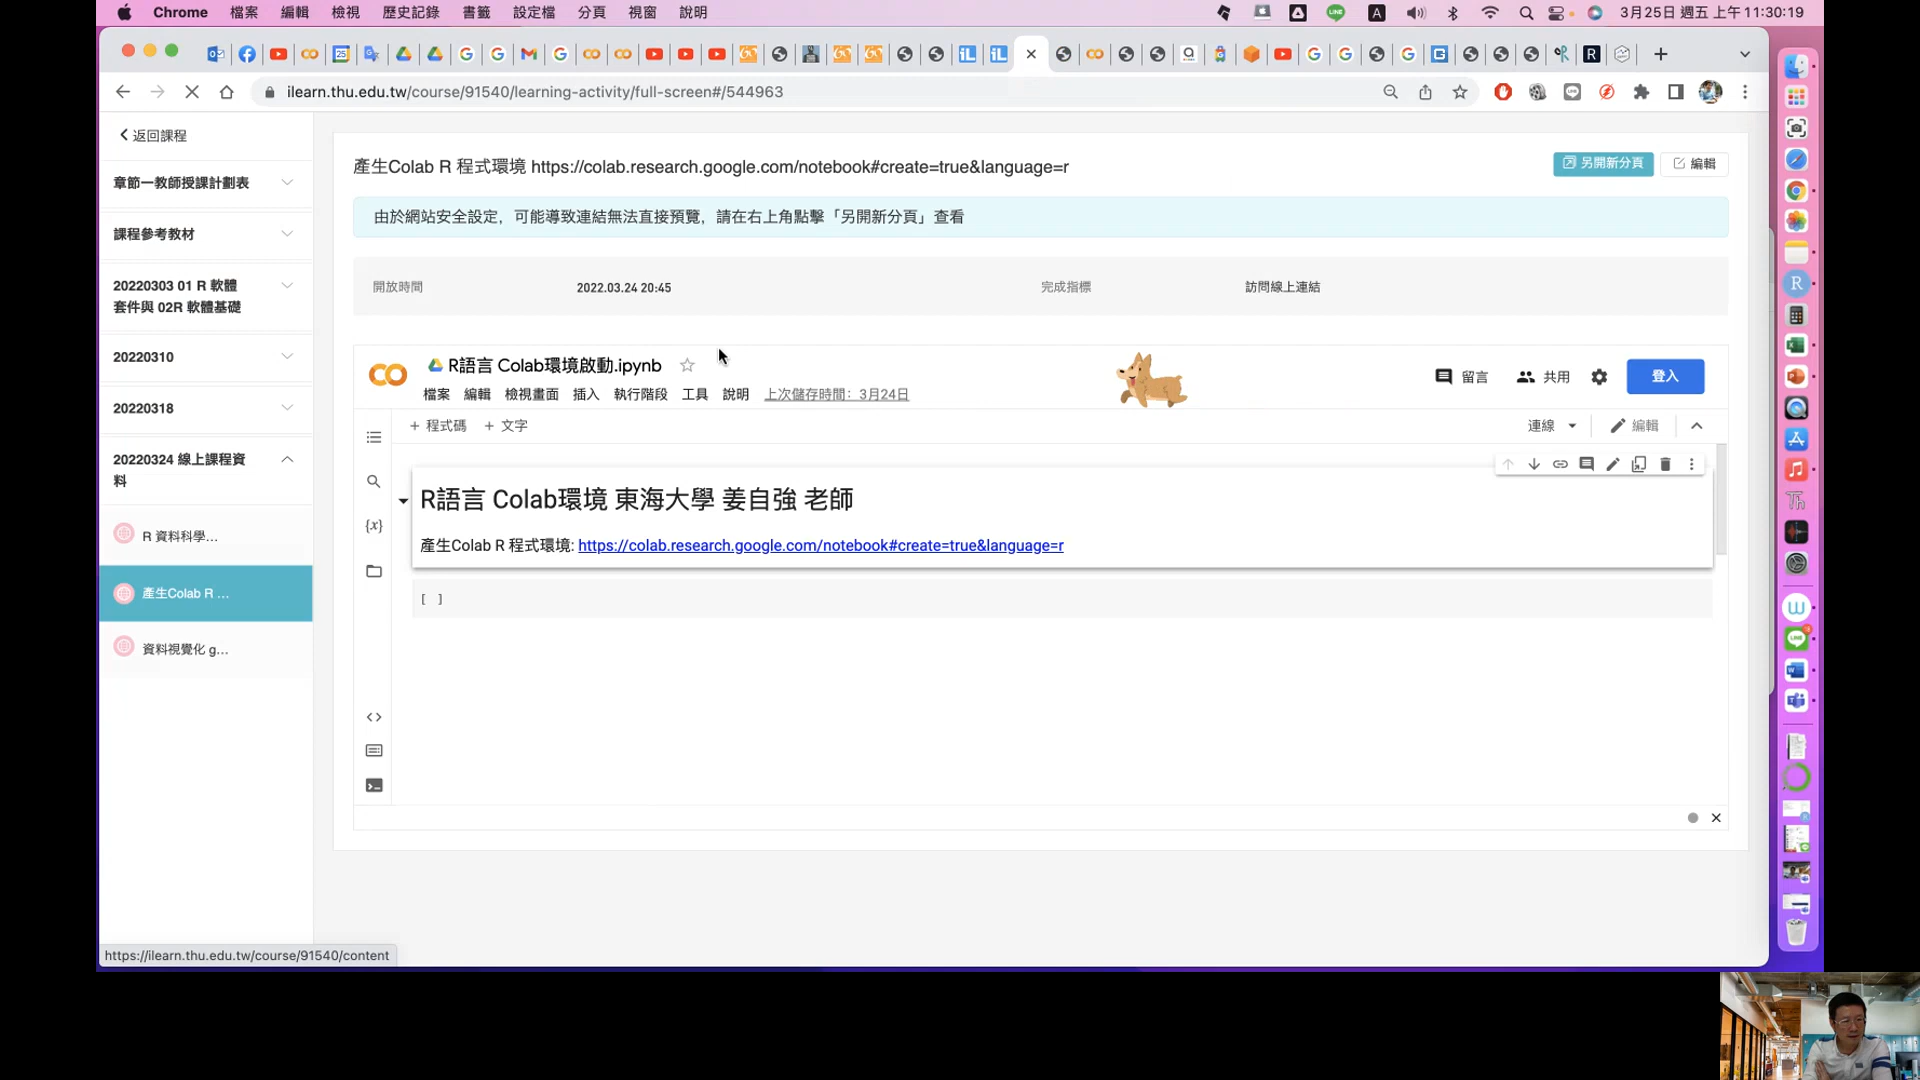 Chrome 檔案 編輯 檢視 歷史記錄 書籤 設定檔 分頁 視窗 說明 3月25日 週五 上午 11:30:19
ilearn.thu.edu.tw/course/91540/learning-activity/full-screen#/544963
返回課程
章節一教師授課計劃表
課程參考教材
20220303 01 R 軟體
套件與 02R 軟體基礎
20220310
20220318
20220324 線上課程資
料
R 資料科學...
產生Colab R ...
資料視覺化 g...
產生Colab R 程式環境 https://colab.research.google.com/notebook#create=true&language=r
另開新分頁 編輯
由於網站安全設定，可能導致連結無法直接預覽，請在右上角點擊「另開新分頁」查看
開放時間 2022.03.24 20:45 完成指標 訪問線上連結
R語言 Colab環境啟動.ipynb
檔案 編輯 檢視畫面 插入 執行階段 工具 說明 上次儲存時間：3月24日
留言 共用 登入
+ 程式碼 + 文字 連線 編輯
R語言 Colab環境 東海大學 姜自強 老師
產生Colab R 程式環境: https://colab.research.google.com/notebook#create=true&language=r
[ ]
https://ilearn.thu.edu.tw/course/91540/content